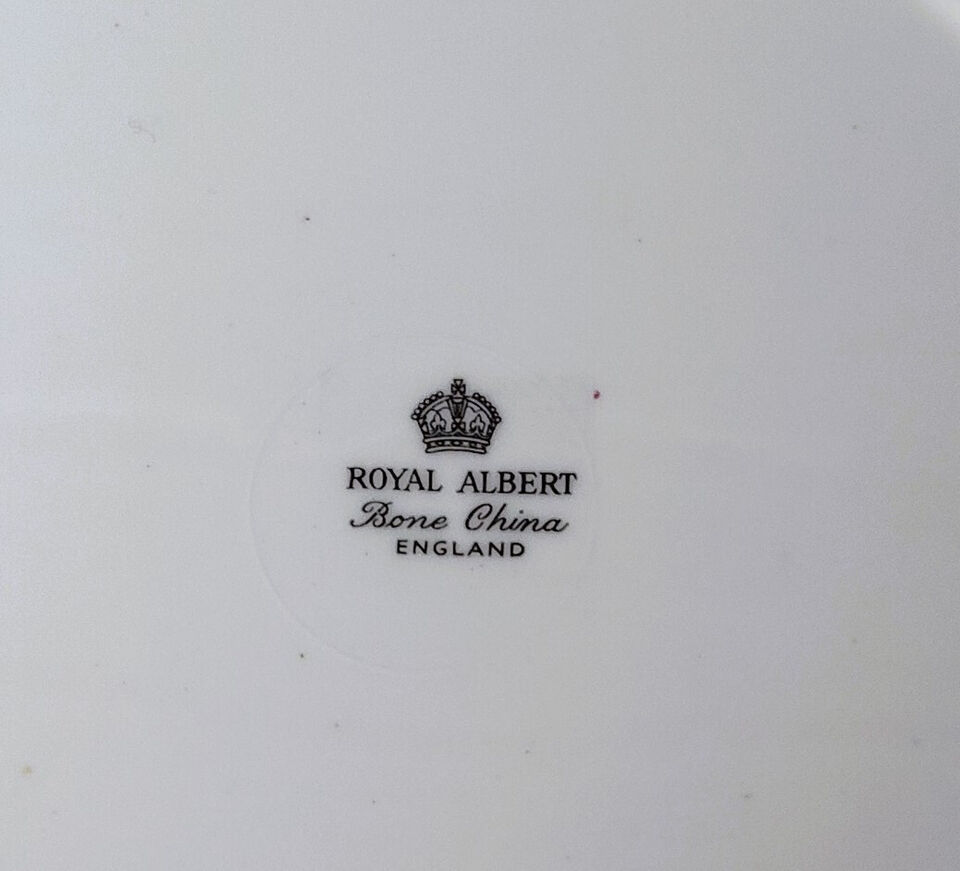 ROYAL ALBERT
Bone China
ENGLAND